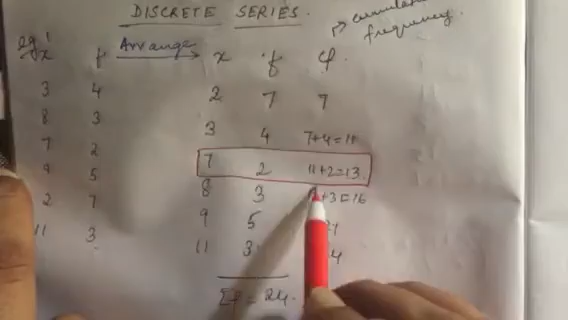 DISCRETE SERIES.
frequency.
eg: x f Arrange x f cf
3 4 2 7 7
8 3 3 4 7+4=11
7 2 7 2 11+2=13.
9 5 8 3 +3=16
2 7 9 5
11 3 11 3
Σf = 24.